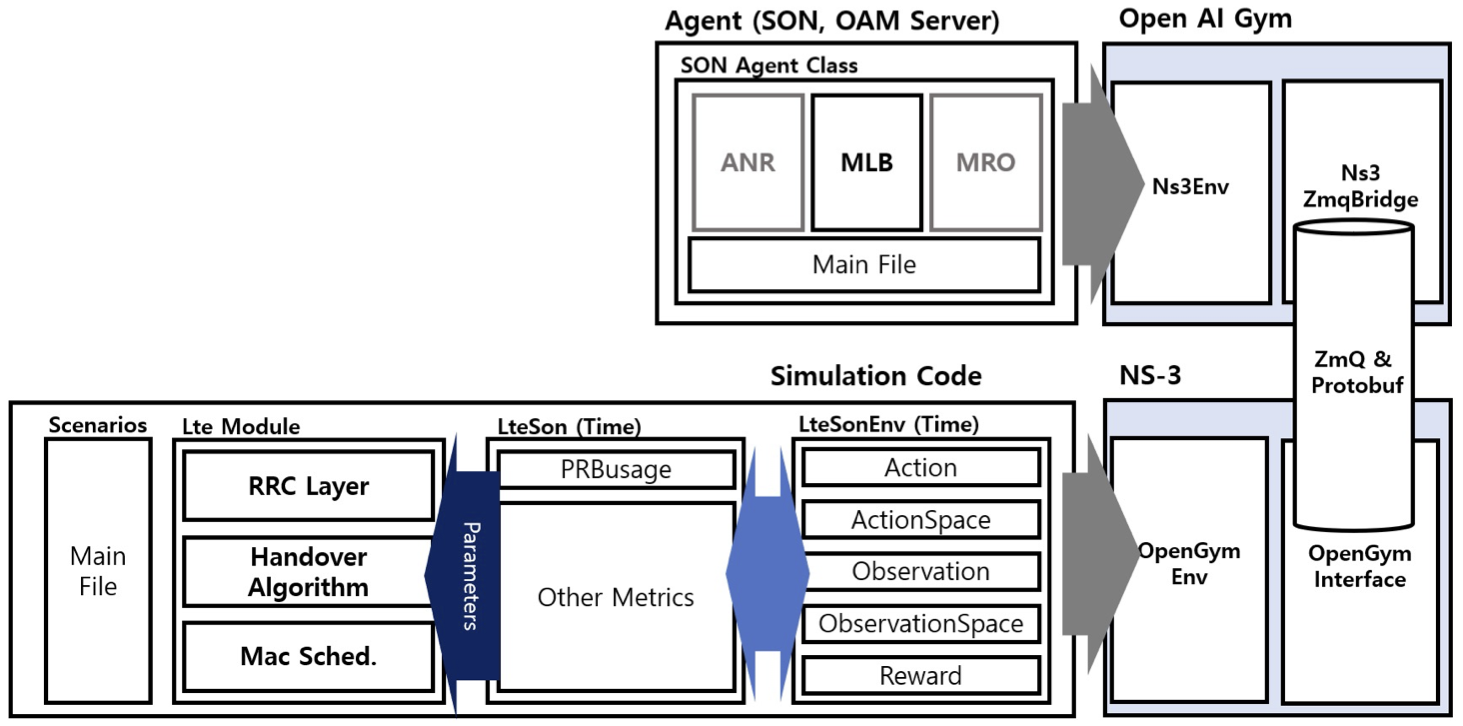 Agent (SON, OAM Server)
Open AI Gym
SON Agent Class
ANR
MLB
MRO
Main File
Ns3Env
Ns3
ZmqBridge
ZmQ &
Protobuf
Simulation Code
NS-3
Scenarios
Main
File
Lte Module
RRC Layer
Handover
Algorithm
Mac Sched.
Parameters
LteSon (Time)
PRBusage
Other Metrics
LteSonEnv (Time)
Action
ActionSpace
Observation
ObservationSpace
Reward
OpenGym
Env
OpenGym
Interface